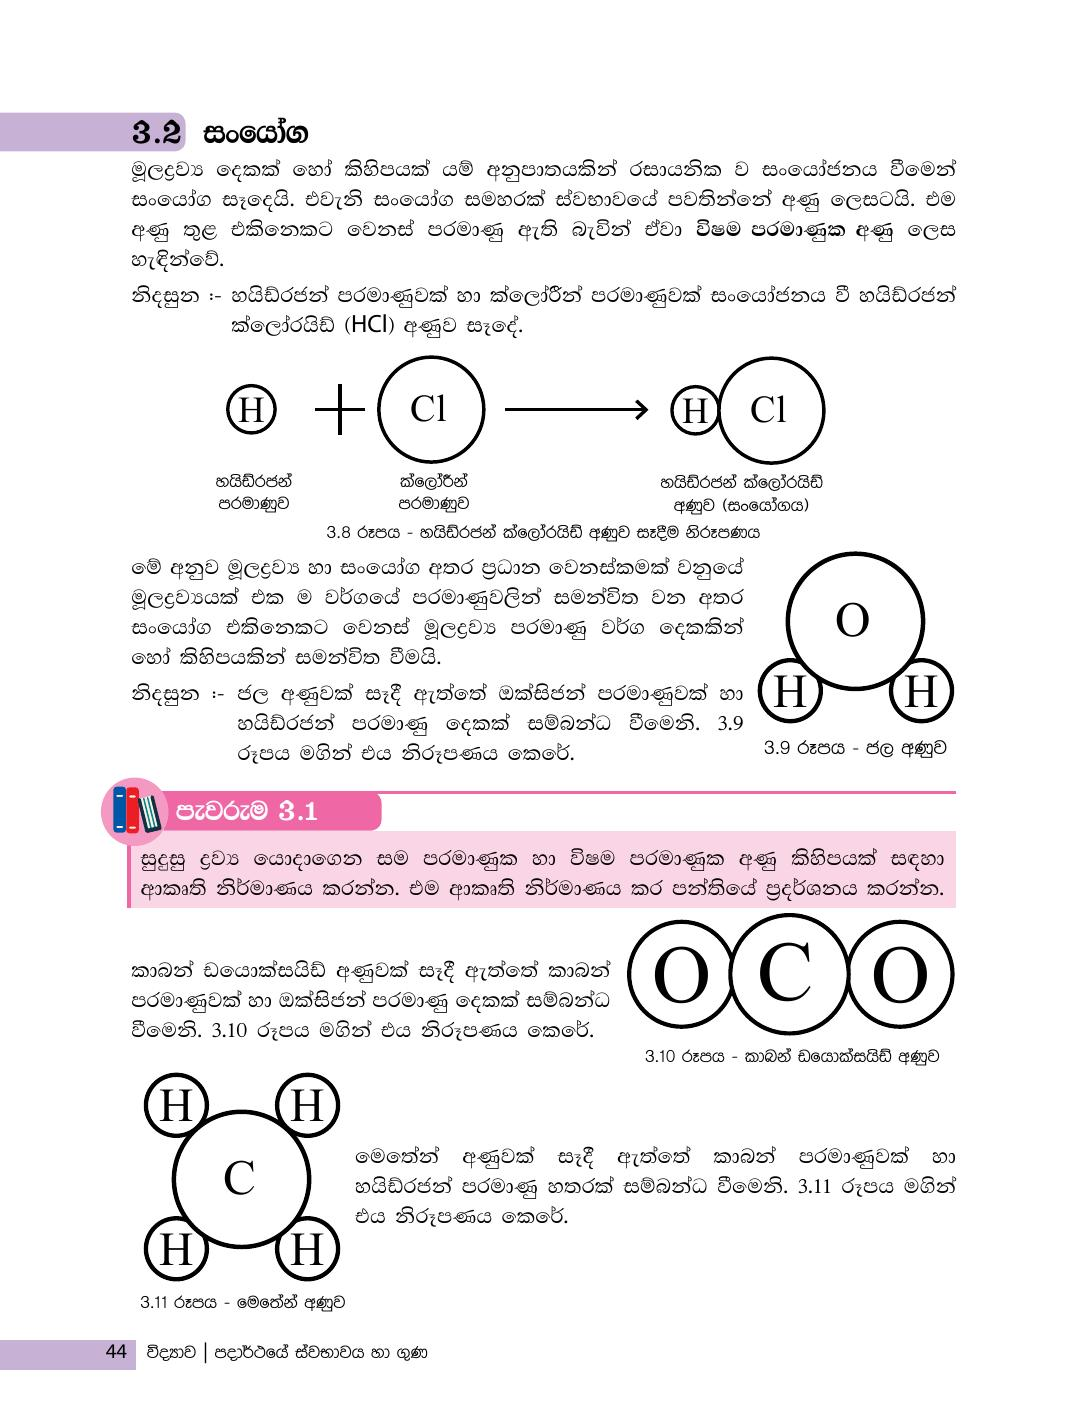 3.2 සංයෝග
මූලද්‍රව්‍ය දෙකක් හෝ කිහිපයක් යම් අනුපාතයකින් රසායනික ව සංයෝජනය වීමෙන්
සංයෝග සෑදෙයි. එවැනි සංයෝග සමහරක් ස්වභාවයේ පවතින්නේ අණු ලෙසටයි. එම
අණු තුළ එකිනෙකට වෙනස් පරමාණු ඇති බැවින් ඒවා විෂම පරමාණුක අණු ලෙස
හැඳින්වේ.
නිදසුන :- හයිඩ්රජන් පරමාණුවක් හා ක්ලෝරීන් පරමාණුවක් සංයෝජනය වී හයිඩ්රජන්
ක්ලෝරයිඩ් (HCl) අණුව සෑදේ.
H + Cl → H Cl
හයිඩ්රජන් ක්ලෝරීන් හයිඩ්රජන් ක්ලෝරයිඩ්
පරමාණුව පරමාණුව අණුව (සංයෝගය)
3.8 රූපය - හයිඩ්රජන් ක්ලෝරයිඩ් අණුව සෑදීම නිරූපණය
මේ අනුව මූලද්‍රව්‍ය හා සංයෝග අතර ප්‍රධාන වෙනස්කමක් වනුයේ
මූලද්‍රව්‍යයක් එක ම වර්ගයේ පරමාණුවලින් සමන්විත වන අතර
සංයෝග එකිනෙකට වෙනස් මූලද්‍රව්‍ය පරමාණු වර්ග දෙකකින්
හෝ කිහිපයකින් සමන්විත වීමයි.
නිදසුන :- ජල අණුවක් සෑදී ඇත්තේ ඔක්සිජන් පරමාණුවක් හා
හයිඩ්රජන් පරමාණු දෙකක් සම්බන්ධ වීමෙනි. 3.9
රූපය මගින් එය නිරූපණය කෙරේ.
O
H H
3.9 රූපය - ජල අණුව
පැවරුම 3.1
සුදුසු ද්‍රව්‍ය යොදාගෙන සම පරමාණුක හා විෂම පරමාණුක අණු කිහිපයක් සඳහා
ආකෘති නිර්මාණය කරන්න. එම ආකෘති නිර්මාණය කර පන්තියේ ප්‍රදර්ශනය කරන්න.
කාබන් ඩයොක්සයිඩ් අණුවක් සෑදී ඇත්තේ කාබන්
පරමාණුවක් හා ඔක්සිජන් පරමාණු දෙකක් සම්බන්ධ
වීමෙනි. 3.10 රූපය මගින් එය නිරූපණය කෙරේ.
O C O
3.10 රූපය - කාබන් ඩයොක්සයිඩ් අණුව
H H
C
H H
3.11 රූපය - මෙතේන් අණුව
මෙතේන් අණුවක් සෑදී ඇත්තේ කාබන් පරමාණුවක් හා
හයිඩ්රජන් පරමාණු හතරක් සම්බන්ධ වීමෙනි. 3.11 රූපය මගින්
එය නිරූපණය කෙරේ.
44 විද්‍යාව | පදාර්ථයේ ස්වභාවය හා ගුණ